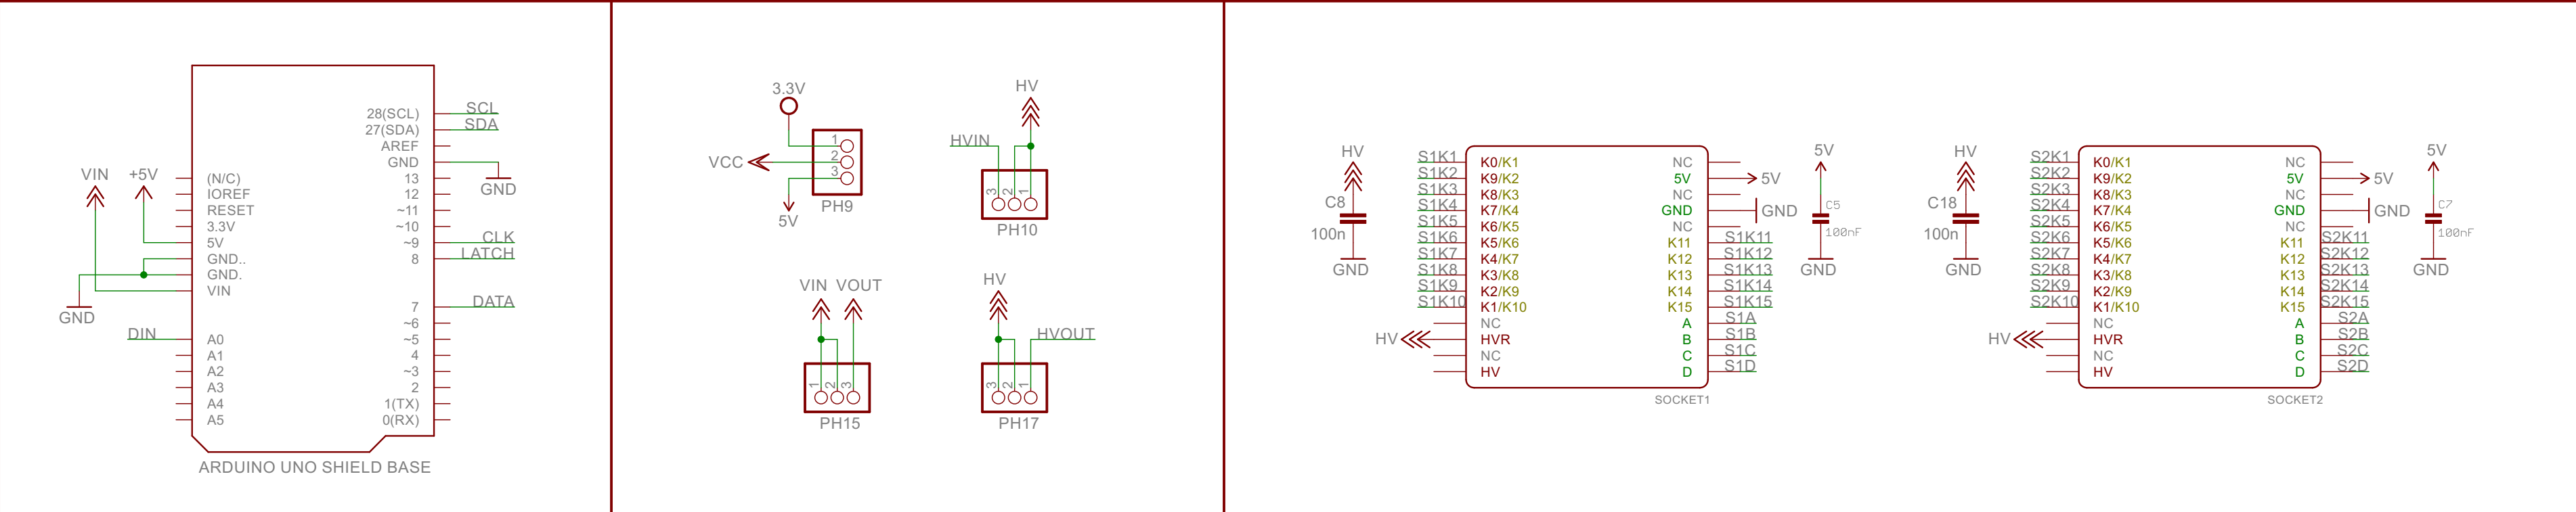 28(SCL) SCL
27(SDA) SDA
AREF
GND
GND
VIN +5V
(N/C) 13
IOREF 12
RESET ~11
3.3V ~10
5V ~9 CLK
GND.. 8 LATCH
GND.
VIN
GND
7 DATA
~6
DIN A0 ~5
A1 4
A2 ~3
A3 2
A4 1(TX)
A5 0(RX)
ARDUINO UNO SHIELD BASE
3.3V
VCC
1
2
3
5V
PH9
HV
HVIN
3 2 1
PH10
VIN VOUT
1 2 3
PH15
HV
HVOUT
3 2 1
PH17
HV
C8
100n
GND
S1K1 K0/K1 NC
S1K2 K9/K2 5V 5V
S1K3 K8/K3 NC
S1K4 K7/K4 GND GND
S1K5 K6/K5 NC
S1K6 K5/K6 K11 S1K11
S1K7 K4/K7 K12 S1K12
S1K8 K3/K8 K13 S1K13
S1K9 K2/K9 K14 S1K14
S1K10 K1/K10 K15 S1K15
NC A S1A
HV HVR B S1B
NC C S1C
HV D S1D
SOCKET1
5V
C5
100nF
GND
HV
C18
100n
GND
S2K1 K0/K1 NC
S2K2 K9/K2 5V 5V
S2K3 K8/K3 NC
S2K4 K7/K4 GND GND
S2K5 K6/K5 NC
S2K6 K5/K6 K11 S2K11
S2K7 K4/K7 K12 S2K12
S2K8 K3/K8 K13 S2K13
S2K9 K2/K9 K14 S2K14
S2K10 K1/K10 K15 S2K15
NC A S2A
HV HVR B S2B
NC C S2C
HV D S2D
SOCKET2
5V
C7
100nF
GND